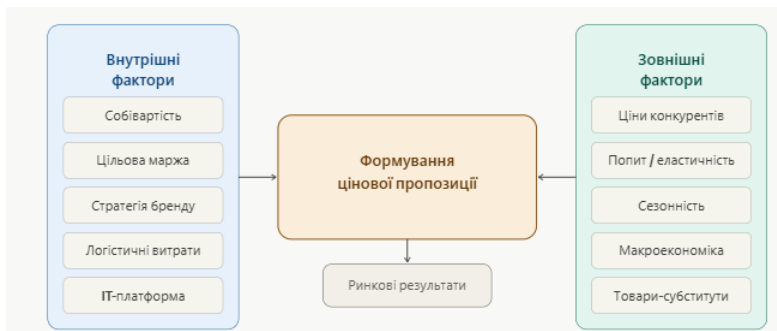 Внутрішні
фактори
Собівартість
Цільова маржа
Стратегія бренду
Логістичні витрати
ІТ-платформа
Формування
цінової пропозиції
Ринкові результати
Зовнішні
фактори
Ціни конкурентів
Попит / еластичність
Сезонність
Макроекономіка
Товари-субститути